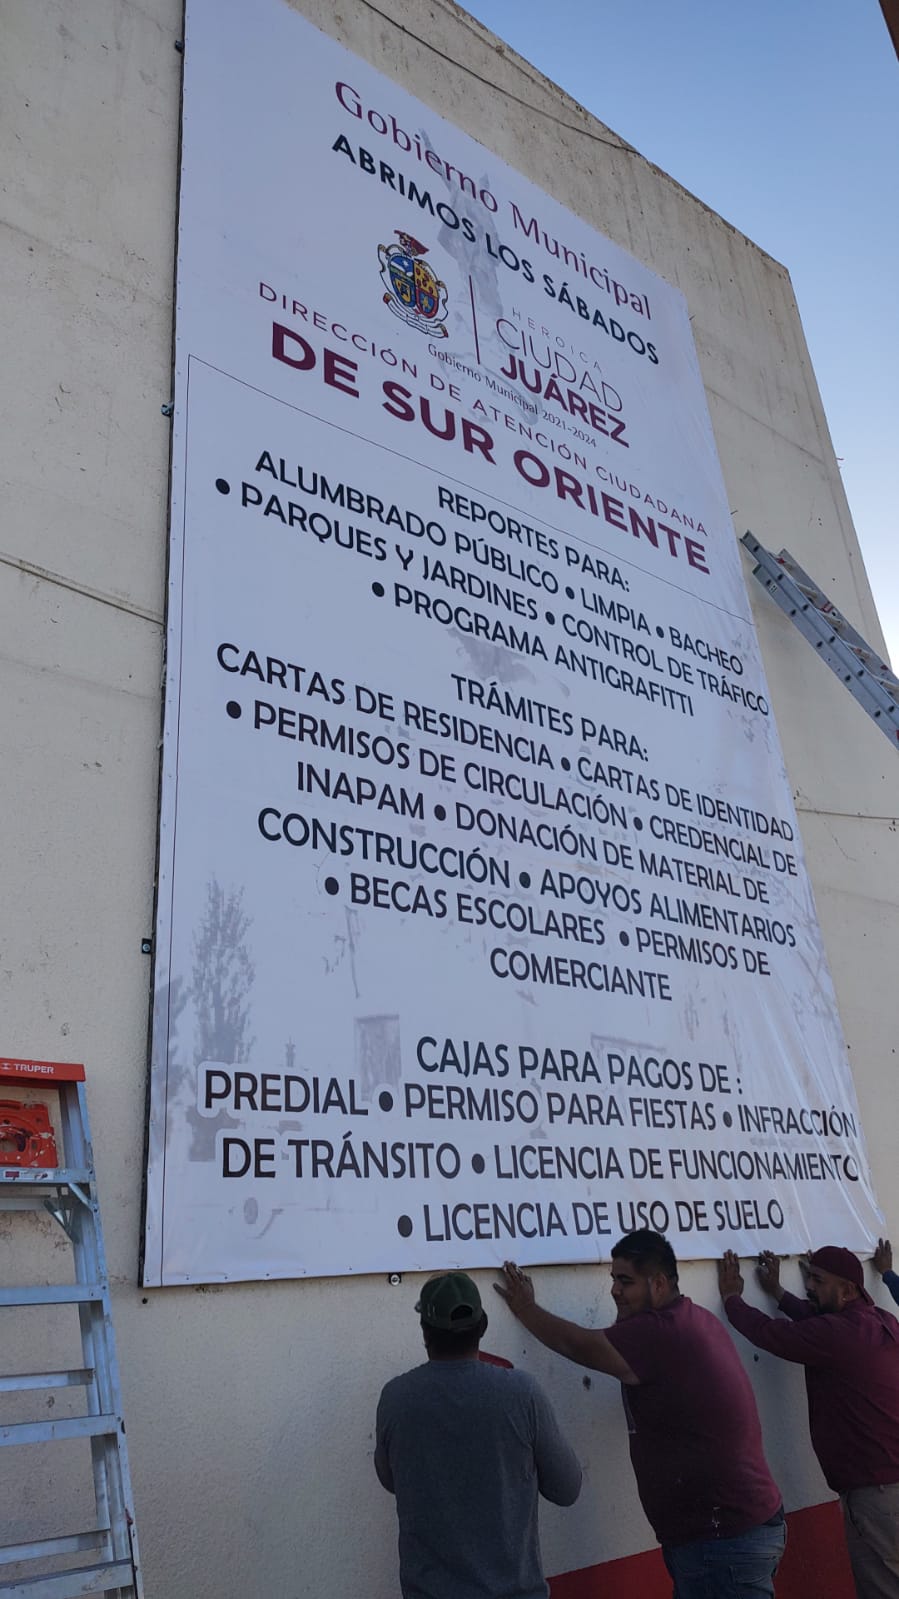 Gobierno Municipal
ABRIMOS LOS SÁBADOS
HEROICA
CIUDAD
JUÁREZ
Gobierno Municipal 2021-2024
DIRECCIÓN DE ATENCIÓN CIUDADANA
DE SUR ORIENTE
REPORTES PARA:
ALUMBRADO PÚBLICO • LIMPIA • BACHEO
• PARQUES Y JARDINES • CONTROL DE TRÁFICO
• PROGRAMA ANTIGRAFITTI
TRÁMITES PARA:
CARTAS DE RESIDENCIA • CARTAS DE IDENTIDAD
• PERMISOS DE CIRCULACIÓN • CREDENCIAL DE
INAPAM • DONACIÓN DE MATERIAL DE
CONSTRUCCIÓN • APOYOS ALIMENTARIOS
• BECAS ESCOLARES • PERMISOS DE
COMERCIANTE
CAJAS PARA PAGOS DE :
PREDIAL • PERMISO PARA FIESTAS • INFRACCIÓN
DE TRÁNSITO • LICENCIA DE FUNCIONAMIENTO
• LICENCIA DE USO DE SUELO
TRUPER